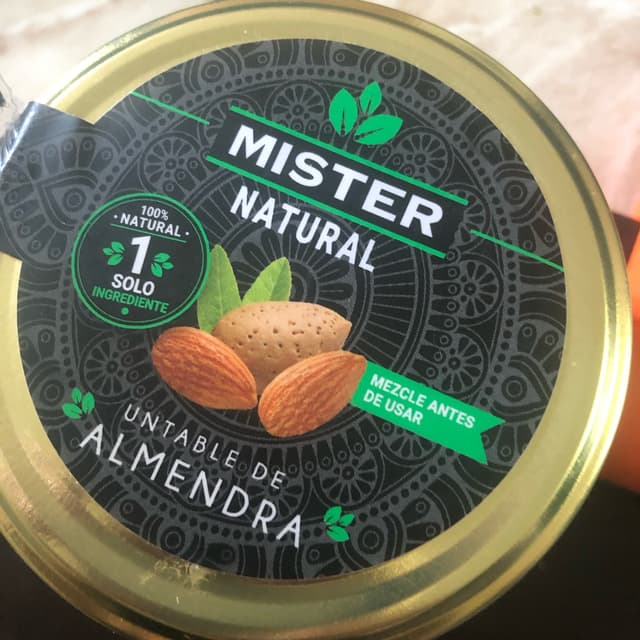 MISTER
NATURAL
100%
• NATURAL •
1
SOLO
INGREDIENTE
MEZCLE ANTES
DE USAR
UNTABLE DE
ALMENDRA